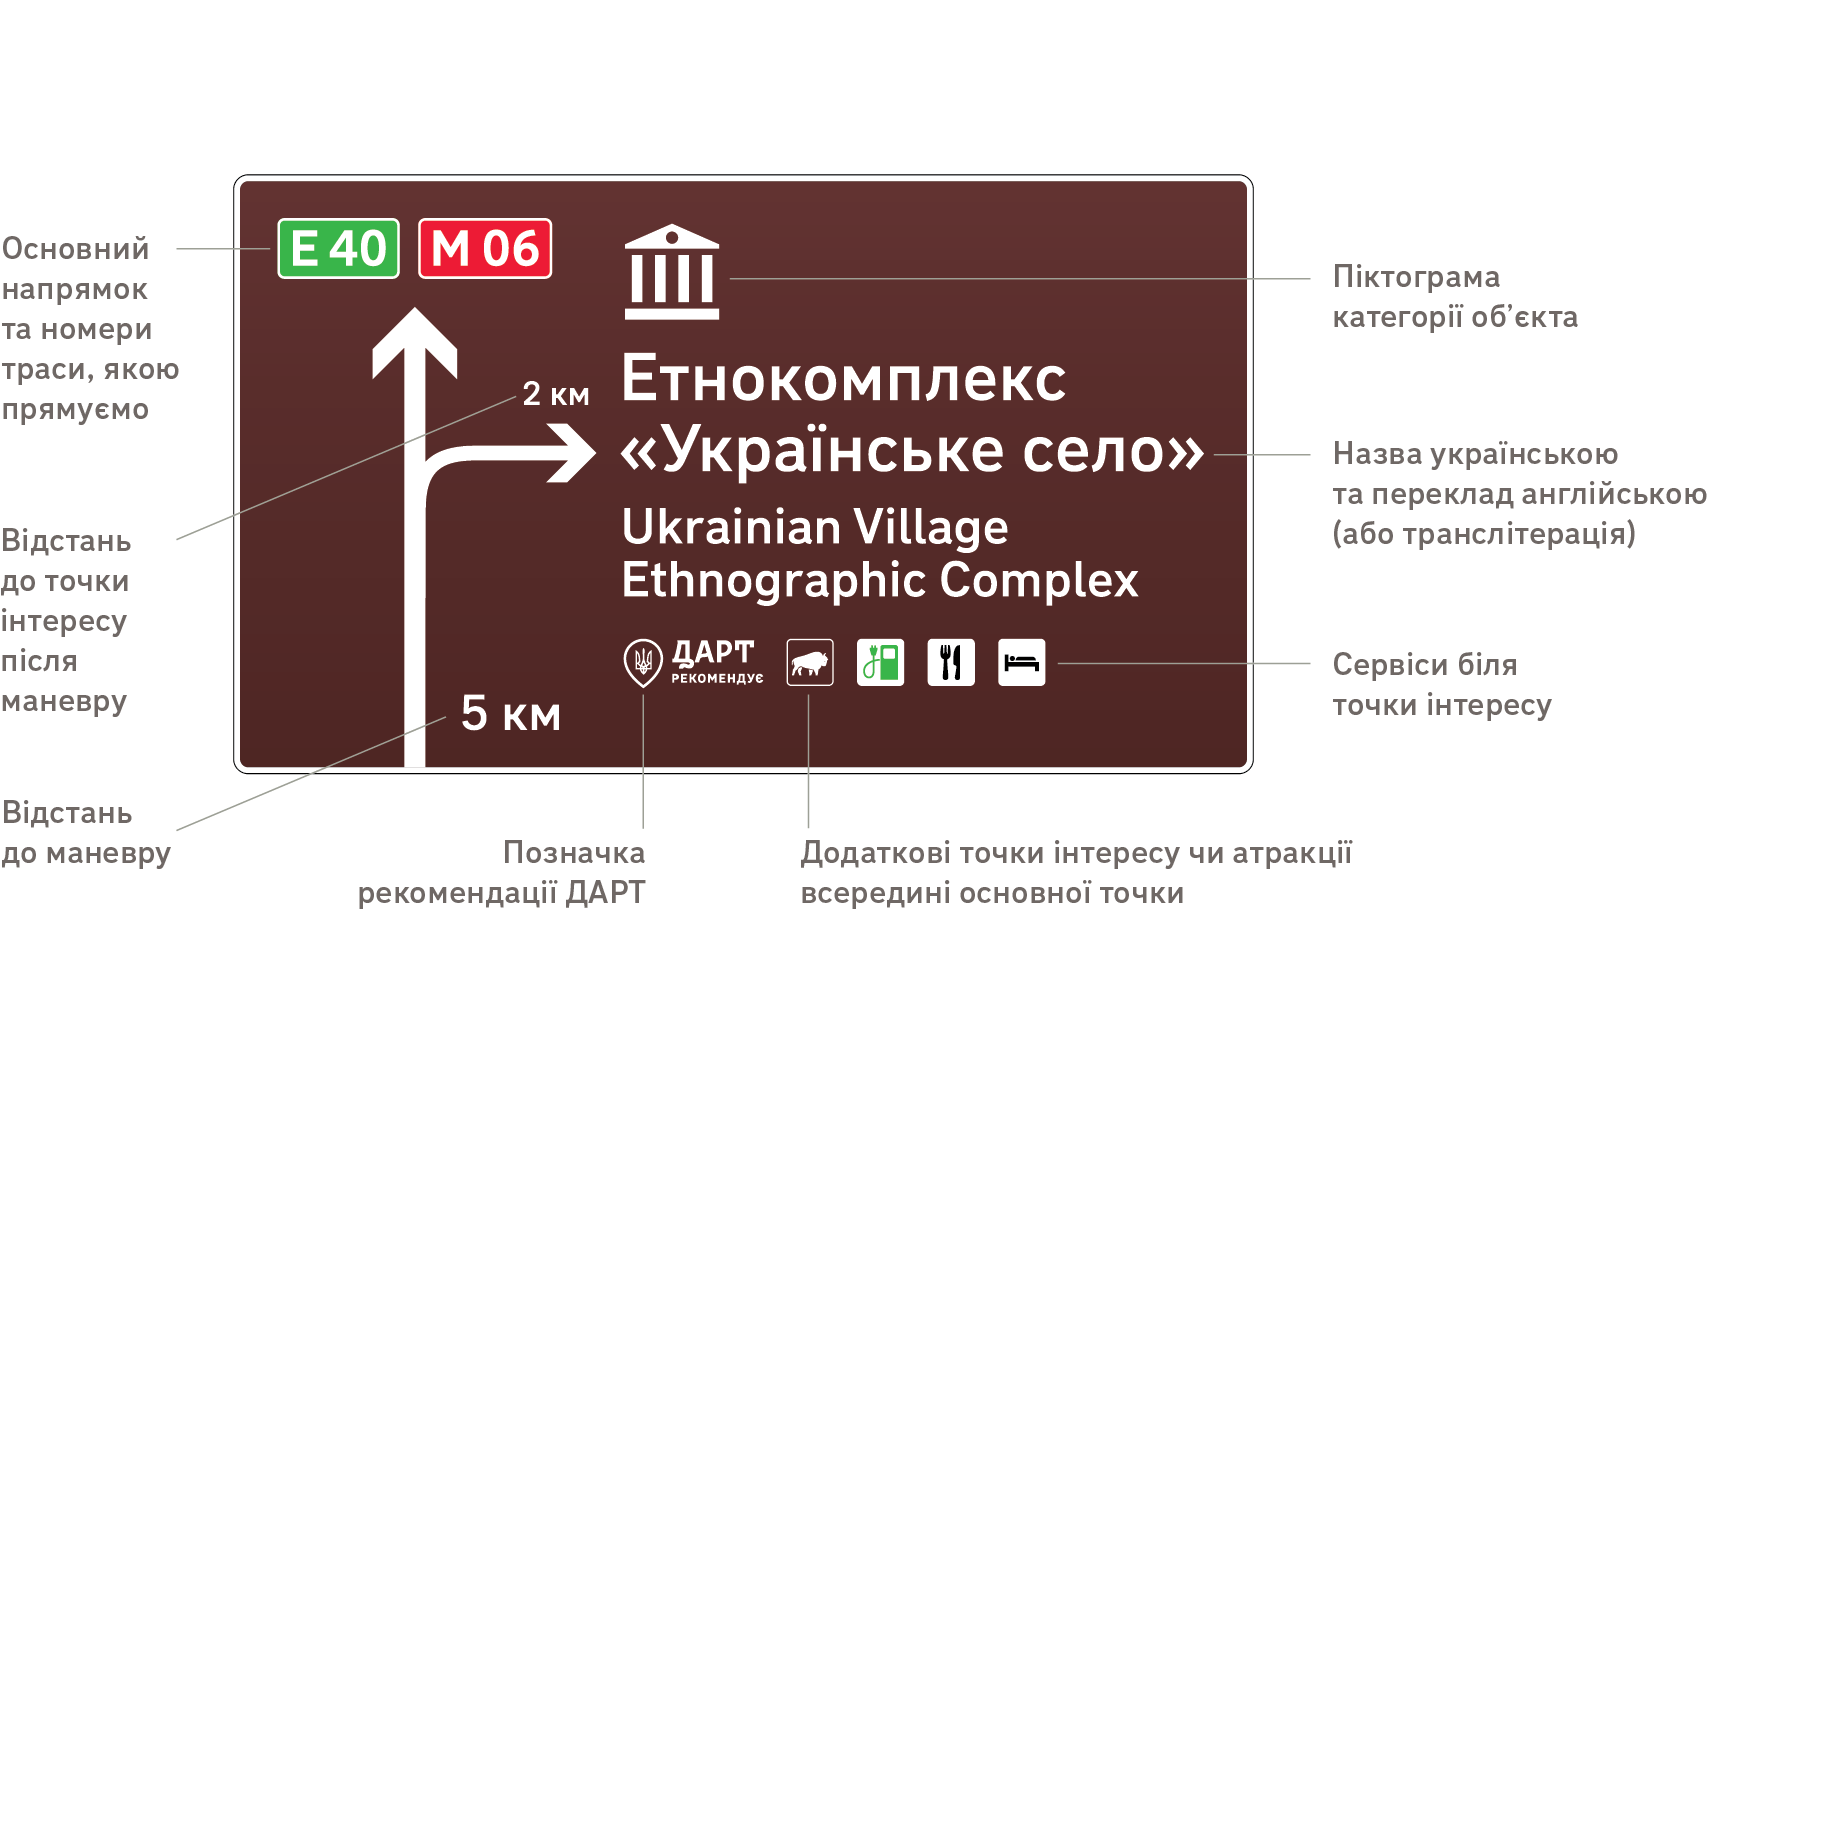 Основний
напрямок
та номери
траси, якою
прямуємо
Відстань
до точки
інтересу
після
маневру
Відстань
до маневру
E 40
M 06
2 км
5 км
Етнокомплекс
«Українське село»
Ukrainian Village
Ethnographic Complex
ДАРТ
РЕКОМЕНДУЄ
Піктограма
категорії об’єкта
Назва українською
та переклад англійською
(або транслітерація)
Сервіси біля
точки інтересу
Позначка
рекомендації ДАРТ
Додаткові точки інтересу чи атракції
всередині основної точки